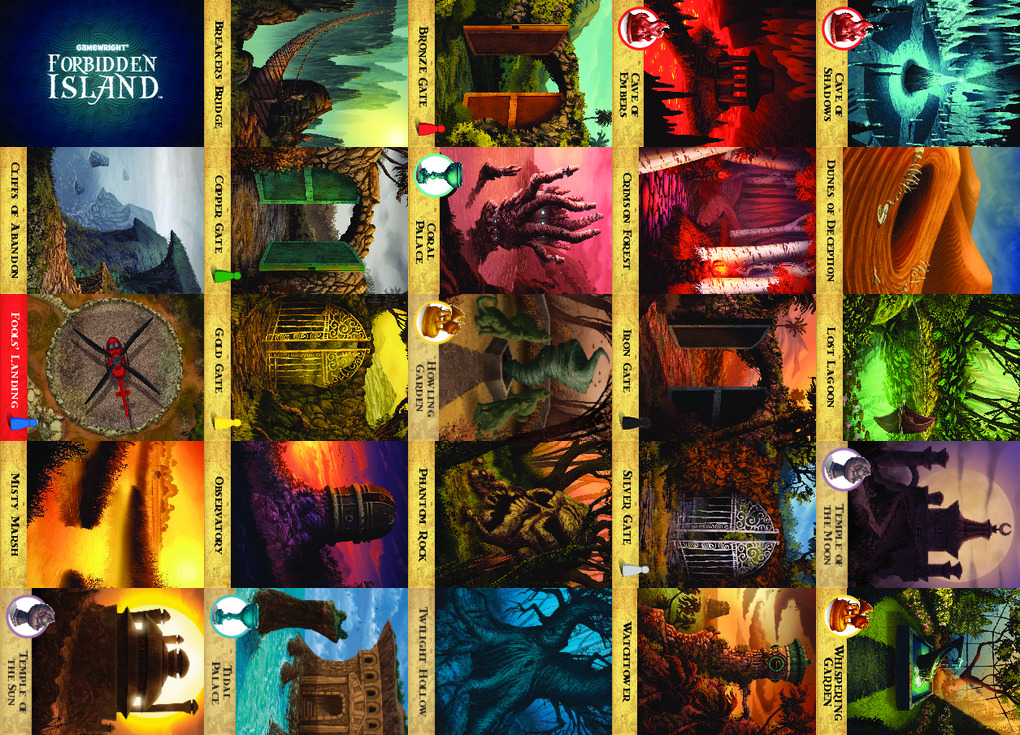 GAMEWRIGHT®
FORBIDDEN
ISLAND™
BREAKERS BRIDGE
BRONZE GATE
CAVE OF
EMBERS
CAVE OF
SHADOWS
CLIFFS OF ABANDON
COPPER GATE
CORAL
PALACE
CRIMSON FOREST
DUNES OF DECEPTION
FOOLS' LANDING
GOLD GATE
HOWLING
GARDEN
IRON GATE
LOST LAGOON
MISTY MARSH
OBSERVATORY
PHANTOM ROCK
SILVER GATE
TEMPLE OF
THE MOON
TEMPLE OF
THE SUN
TIDAL
PALACE
TWILIGHT HOLLOW
WATCHTOWER
WHISPERING
GARDEN